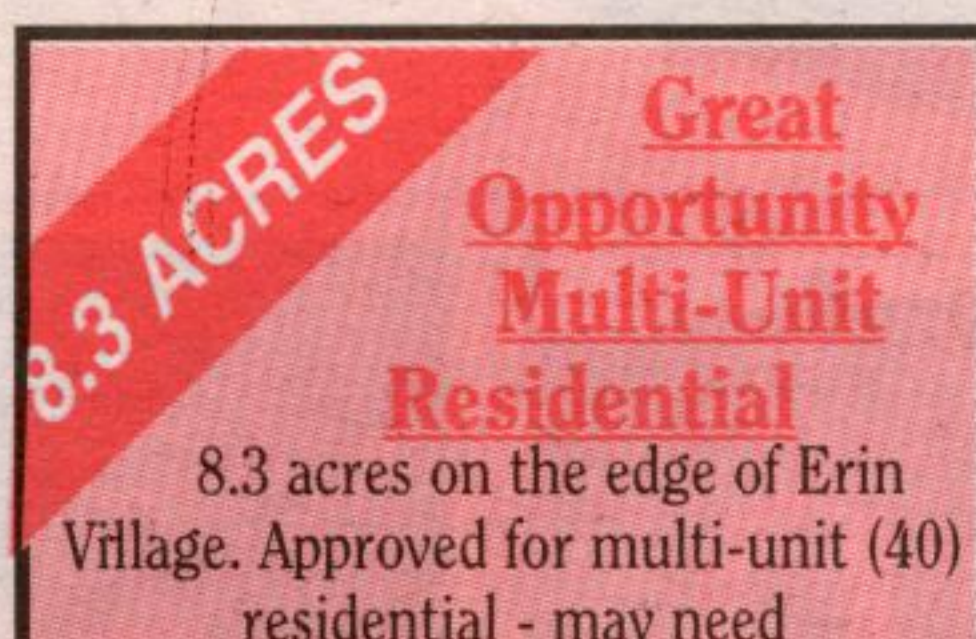 8.3 ACRES
Great
Opportunity
Multi-Unit
Residential
8.3 acres on the edge of Erin
Village. Approved for multi-unit (40)
residential - may need